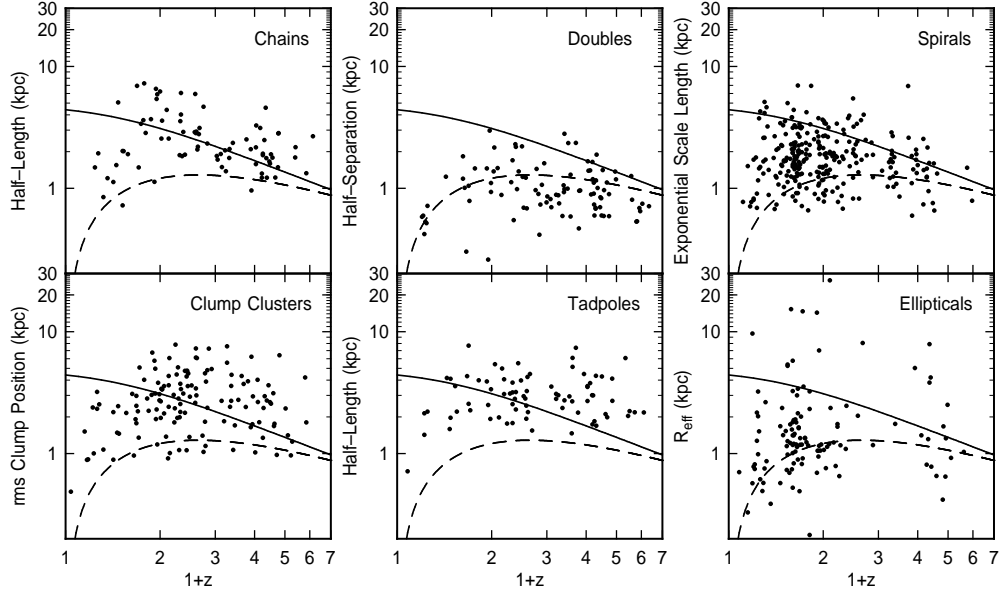 30
20
10
1
Half–Length (kpc)
Chains
30
20
10
1
Half–Separation (kpc)
Doubles
30
20
10
1
Exponential Scale Length (kpc)
Spirals
30
20
10
1
rms Clump Position (kpc)
Clump Clusters
1 2 3 4 5 6 7
1+z
30
20
10
1
Half–Length (kpc)
Tadpoles
1 2 3 4 5 6 7
1+z
30
20
10
1
R_eff (kpc)
Ellipticals
1 2 3 4 5 6 7
1+z